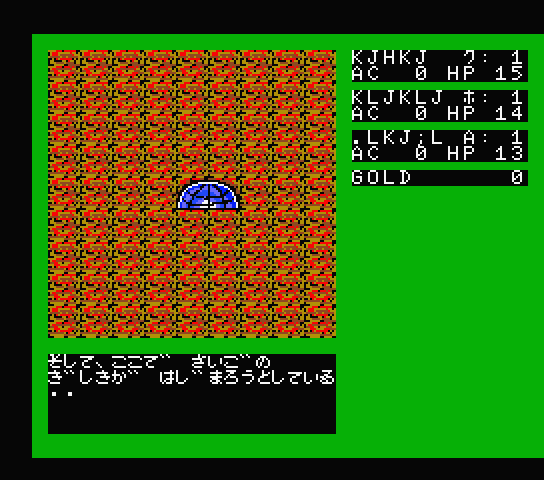 KJHKJ ク: 1
AC 0 HP 15
KLJKLJ ホ: 1
AC 0 HP 14
.LKJ;L A: 1
AC 0 HP 13
GOLD 0
そして、ここで゛ さいご゛の
き゛しきか゛ はし゛まろうとしている
..